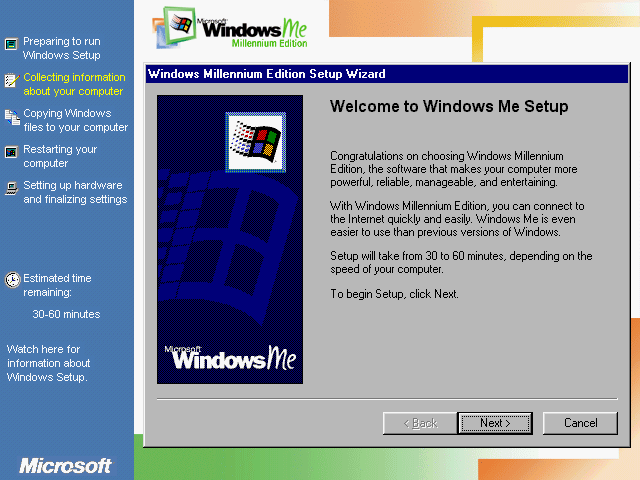 Preparing to run
Windows Setup
Collecting information
about your computer
Copying Windows
files to your computer
Restarting your
computer
Setting up hardware
and finalizing settings
Estimated time
remaining:
30-60 minutes
Watch here for
information about
Windows Setup.
Microsoft
Microsoft
Windows Me
Millennium Edition
Windows Millennium Edition Setup Wizard
Microsoft
Windows Me
Welcome to Windows Me Setup
Congratulations on choosing Windows Millennium
Edition, the software that makes your computer more
powerful, reliable, manageable, and entertaining.
With Windows Millennium Edition, you can connect to
the Internet quickly and easily. Windows Me is even
easier to use than previous versions of Windows.
Setup will take from 30 to 60 minutes, depending on the
speed of your computer.
To begin Setup, click Next.
< Back
Next >
Cancel